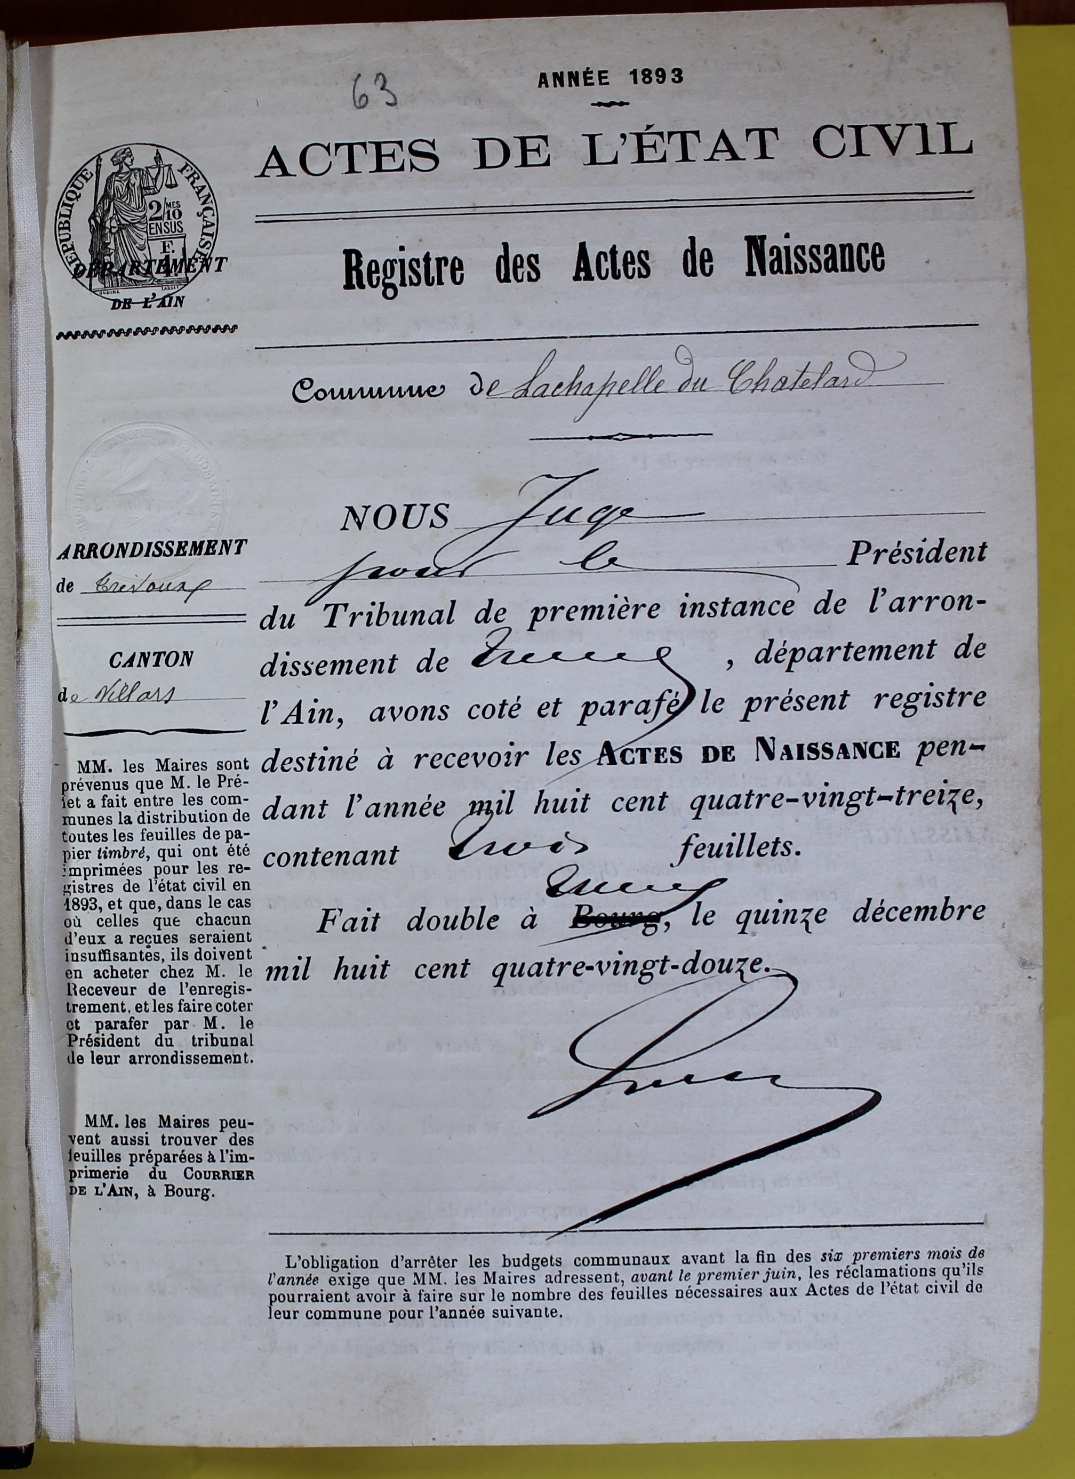 63
ANNÉE 1893
ACTES DE L'ÉTAT CIVIL
RÉPUBLIQUE FRANÇAISE
2 MES
10
EN SUS
F.
DÉPARTEMENT
DE L'AIN
Registre des Actes de Naissance
Commune de Lachapelle du Chatelard
NOUS Juge
pour le Président
du Tribunal de première instance de l'arron-
dissement de Trévoux, département de
l'Ain, avons coté et parafé le présent registre
destiné à recevoir les ACTES DE NAISSANCE pen-
dant l'année mil huit cent quatre-vingt-treize,
contenant trois feuillets.
Trévoux
Fait double à Bourg, le quinze décembre
mil huit cent quatre-vingt-douze.
ARRONDISSEMENT
de Trévoux
CANTON
de Villars
MM. les Maires sont
prévenus que M. le Pré-
fet a fait entre les com-
munes la distribution de
toutes les feuilles de pa-
pier timbré, qui ont été
imprimées pour les re-
gistres de l'état civil en
1893, et que, dans le cas
où celles que chacun
d'eux a reçues seraient
insuffisantes, ils doivent
en acheter chez M. le
Receveur de l'enregis-
trement, et les faire coter
et parafer par M. le
Président du tribunal
de leur arrondissement.
MM. les Maires peu-
vent aussi trouver des
feuilles préparées à l'im-
primerie du COURRIER
DE L'AIN, à Bourg.
L'obligation d'arrêter les budgets communaux avant la fin des six premiers mois de
l'année exige que MM. les Maires adressent, avant le premier juin, les réclamations qu'ils
pourraient avoir à faire sur le nombre des feuilles nécessaires aux Actes de l'état civil de
leur commune pour l'année suivante.